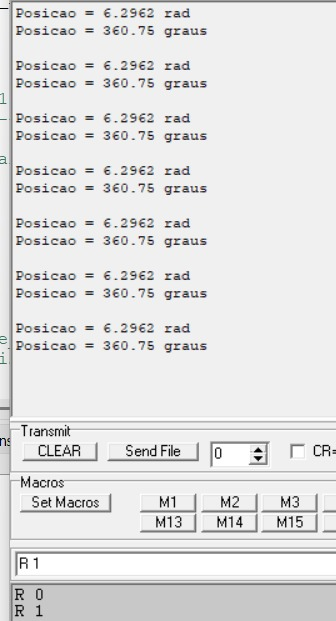 Posicao = 6.2962 rad
Posicao = 360.75 graus
Posicao = 6.2962 rad
Posicao = 360.75 graus
Posicao = 6.2962 rad
Posicao = 360.75 graus
Posicao = 6.2962 rad
Posicao = 360.75 graus
Posicao = 6.2962 rad
Posicao = 360.75 graus
Posicao = 6.2962 rad
Posicao = 360.75 graus
Posicao = 6.2962 rad
Posicao = 360.75 graus
Transmit
CLEAR Send File 0 CR=
Macros
Set Macros M1 M2 M3
M13 M14 M15
R 1
R 0
R 1